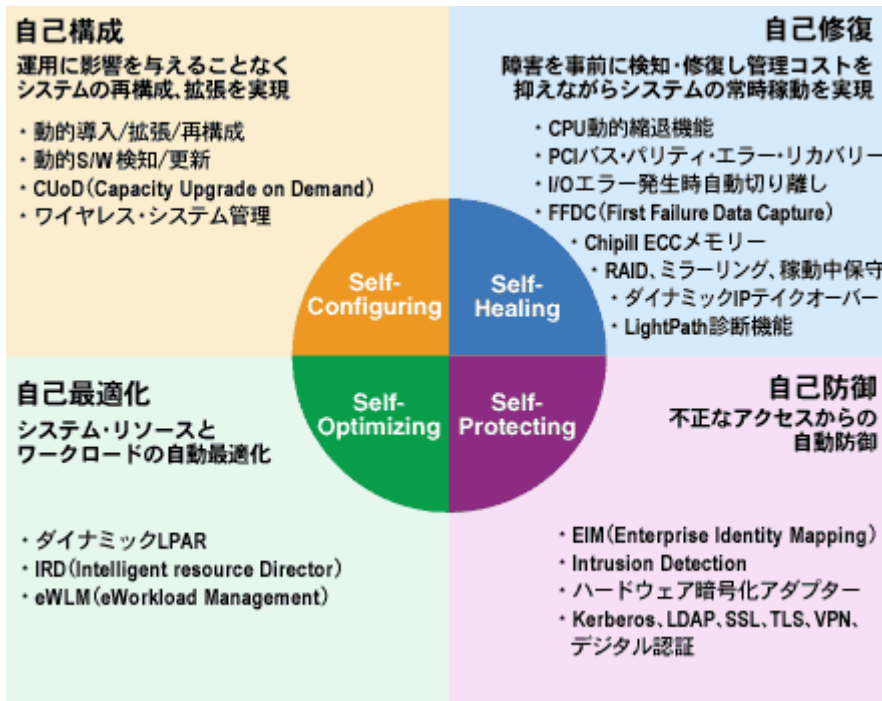 自己構成
運用に影響を与えることなく
システムの再構成、拡張を実現
・動的導入/拡張/再構成
・動的S/W検知/更新
・CUoD(Capacity Upgrade on Demand)
・ワイヤレス・システム管理
自己修復
障害を事前に検知・修復し管理コストを
抑えながらシステムの常時稼動を実現
・CPU動的縮退機能
・PCIバス・パリティ・エラー・リカバリー
・I/Oエラー発生時自動切り離し
・FFDC(First Failure Data Capture)
・Chipill ECCメモリー
・RAID、ミラーリング、稼動中保守
・ダイナミックIPテイクオーバー
・LightPath診断機能
Self-
Configuring
Self-
Healing
Self-
Optimizing
Self-
Protecting
自己最適化
システム・リソースと
ワークロードの自動最適化
・ダイナミックLPAR
・IRD(Intelligent resource Director)
・eWLM(eWorkload Management)
自己防御
不正なアクセスからの
自動防御
・EIM(Enterprise Identity Mapping)
・Intrusion Detection
・ハードウェア暗号化アダプター
・Kerberos、LDAP、SSL、TLS、VPN、
デジタル認証